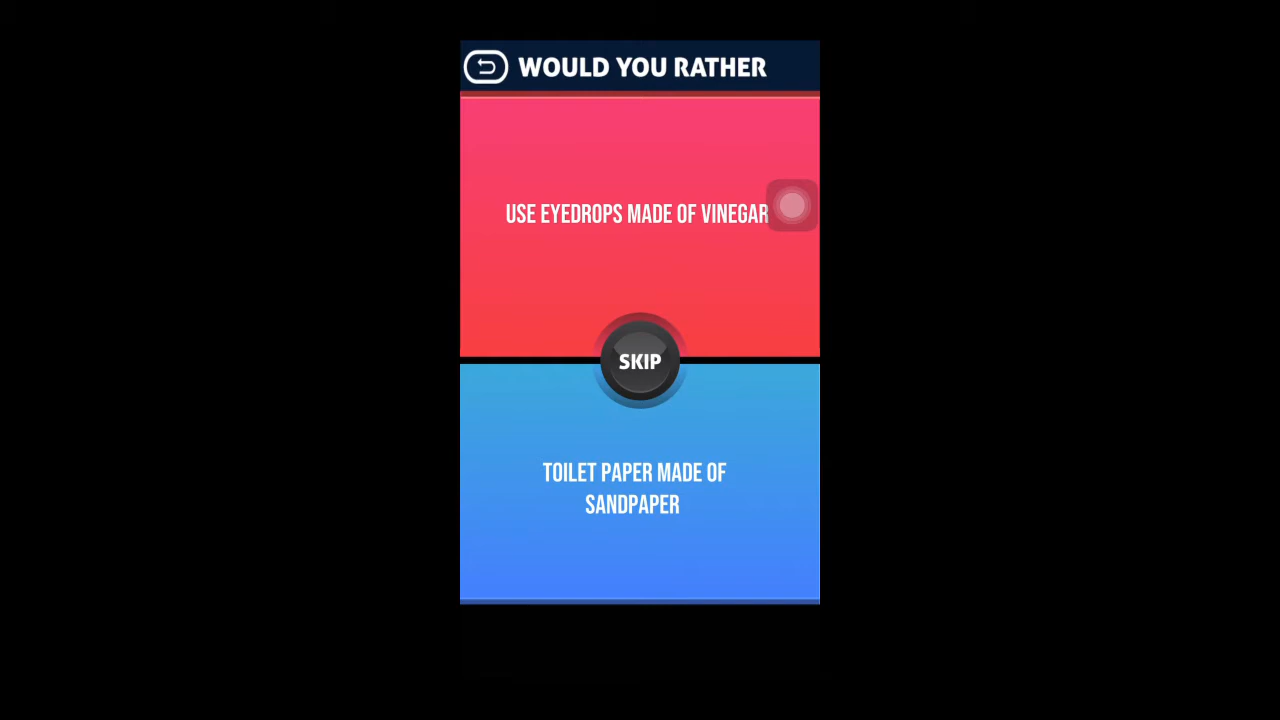 WOULD YOU RATHER
USE EYEDROPS MADE OF VINEGAR
SKIP
TOILET PAPER MADE OF
SANDPAPER